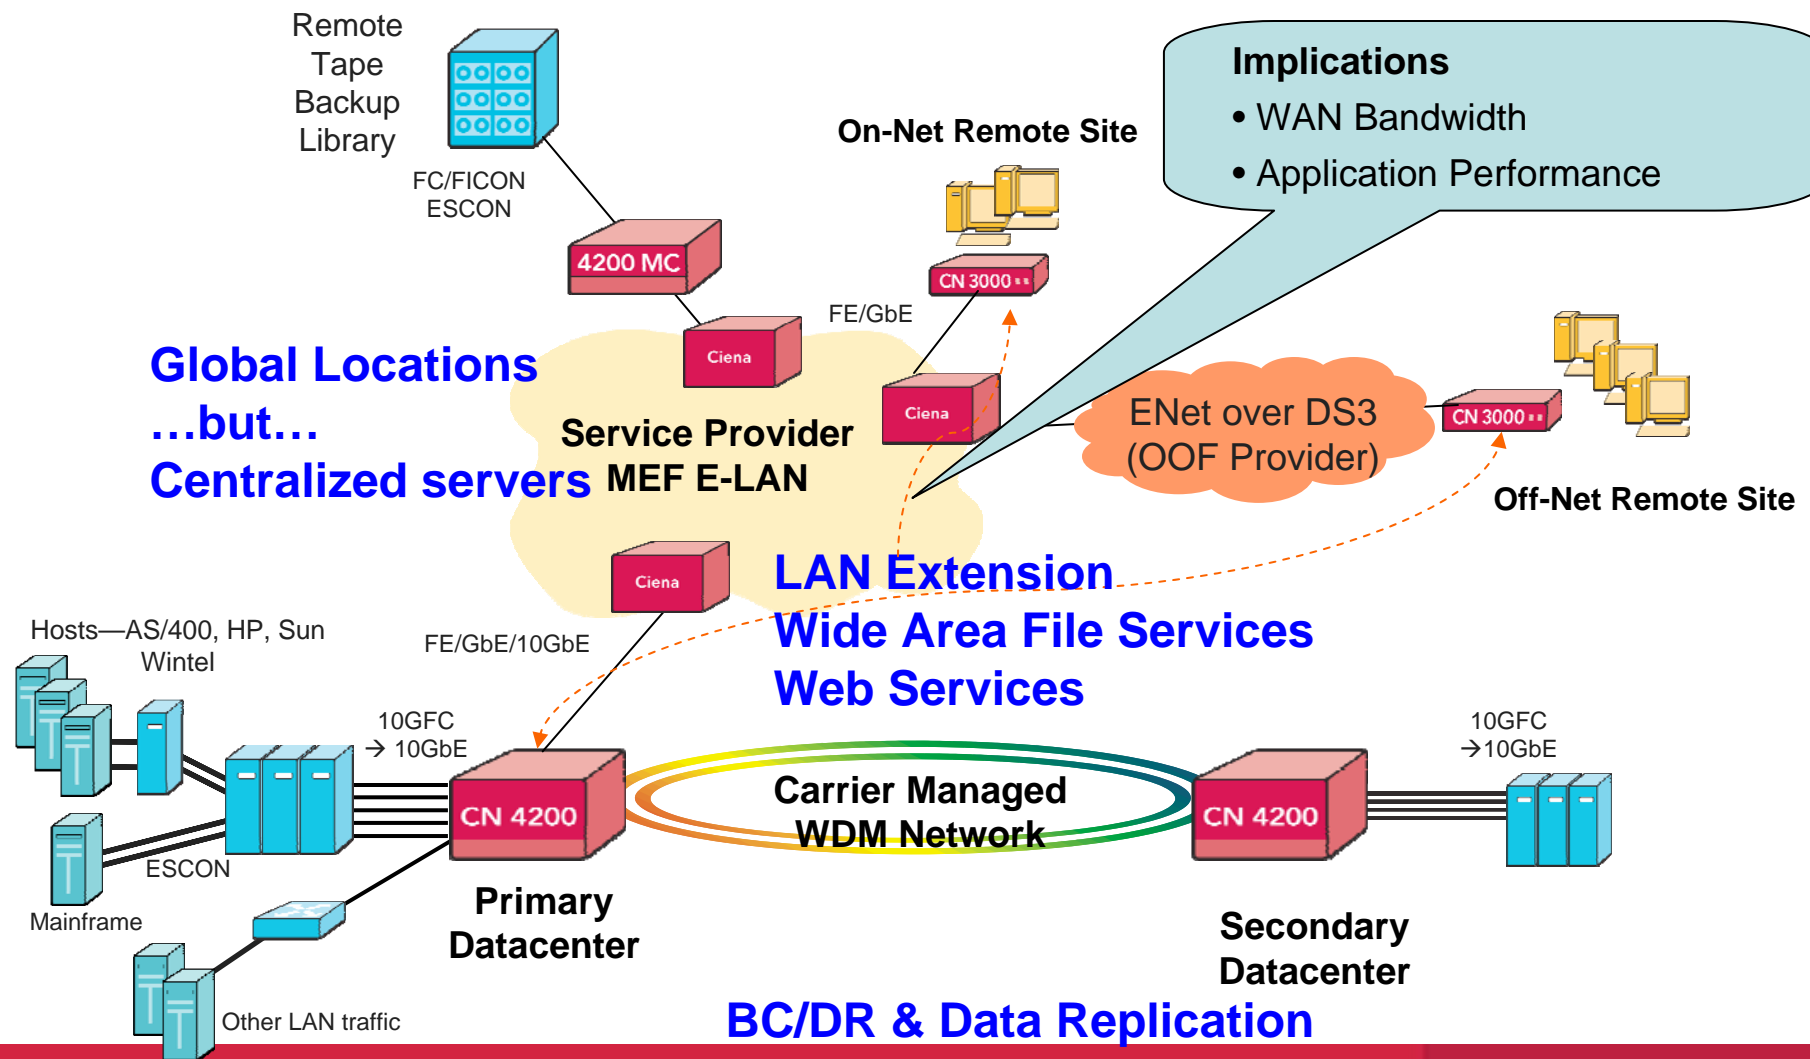 Remote
Tape
Backup
Library
FC/FICON
ESCON
4200 MC
Ciena
On-Net Remote Site
CN 3000
FE/GbE
Ciena
Implications
• WAN Bandwidth
• Application Performance
Global Locations
…but…
Centralized servers
Service Provider
MEF E-LAN
ENet over DS3
(OOF Provider)
CN 3000
Off-Net Remote Site
Ciena
LAN Extension
Wide Area File Services
Web Services
FE/GbE/10GbE
Hosts—AS/400, HP, Sun
Wintel
10GFC
→ 10GbE
ESCON
Mainframe
Other LAN traffic
CN 4200
Primary
Datacenter
Carrier Managed
WDM Network
CN 4200
10GFC
→10GbE
Secondary
Datacenter
BC/DR & Data Replication